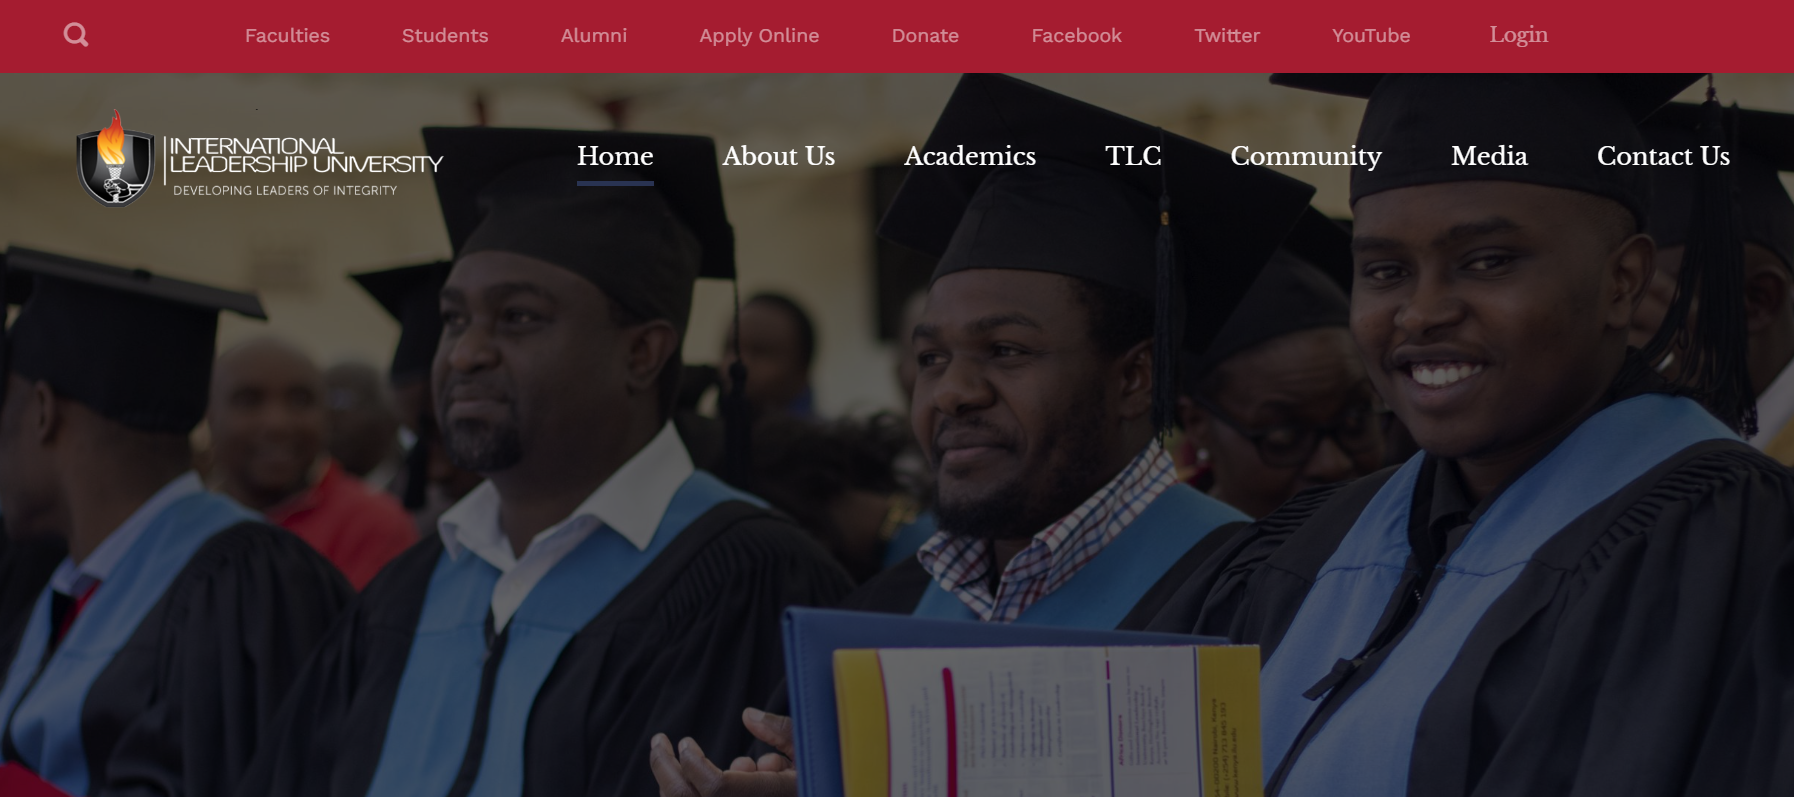 Faculties Students Alumni Apply Online Donate Facebook Twitter YouTube Login
INTERNATIONAL
LEADERSHIP UNIVERSITY
DEVELOPING LEADERS OF INTEGRITY
Home About Us Academics TLC Community Media Contact Us